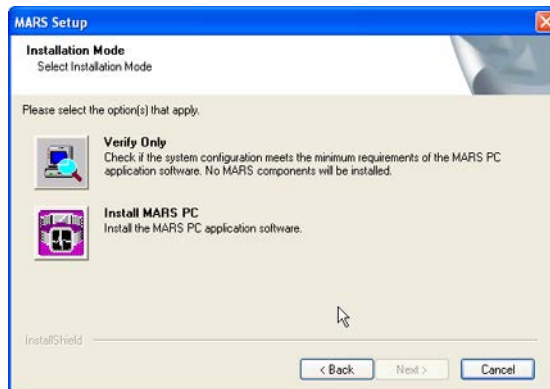 MARS Setup
Installation Mode
Select Installation Mode
Please select the option(s) that apply.
Verify Only
Check if the system configuration meets the minimum requirements of the MARS PC
application software. No MARS components will be installed.
Install MARS PC
Install the MARS PC application software.
InstallShield
< Back
Next >
Cancel